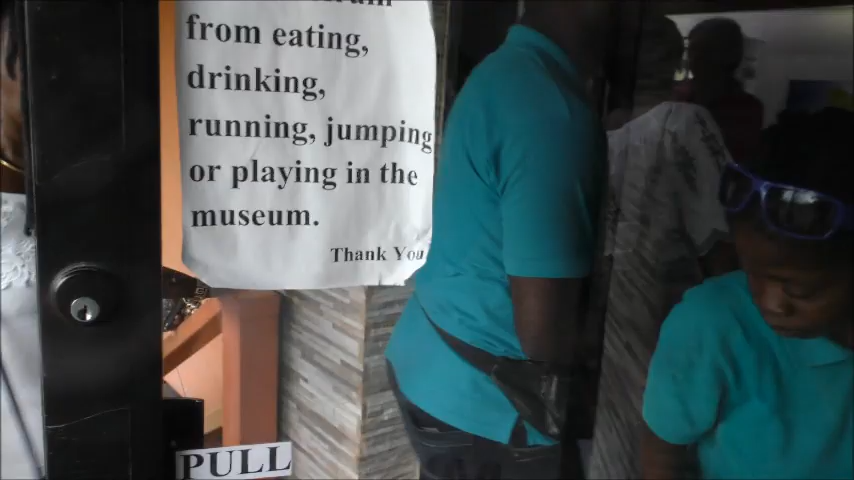 from eating,
drinking,
running, jumping
or playing in the
museum.
Thank You
PULL